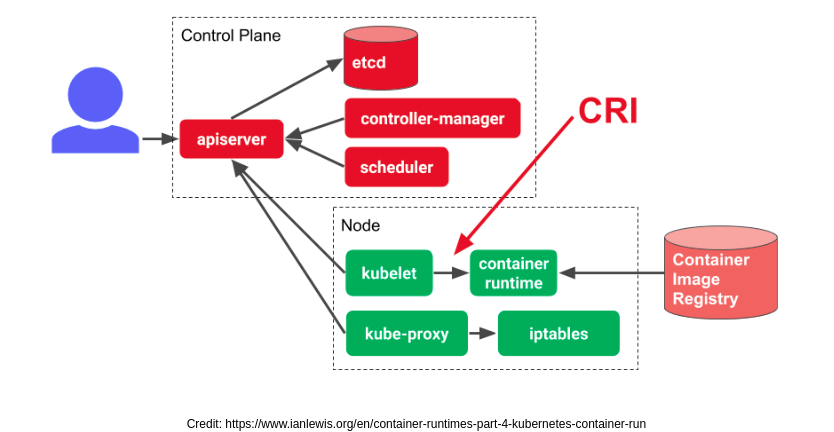 Control Plane
etcd
CRI
controller-manager
apiserver
scheduler
Node
kubelet
container
runtime
Container
Image
Registry
kube-proxy
iptables
Credit: https://www.ianlewis.org/en/container-runtimes-part-4-kubernetes-container-run